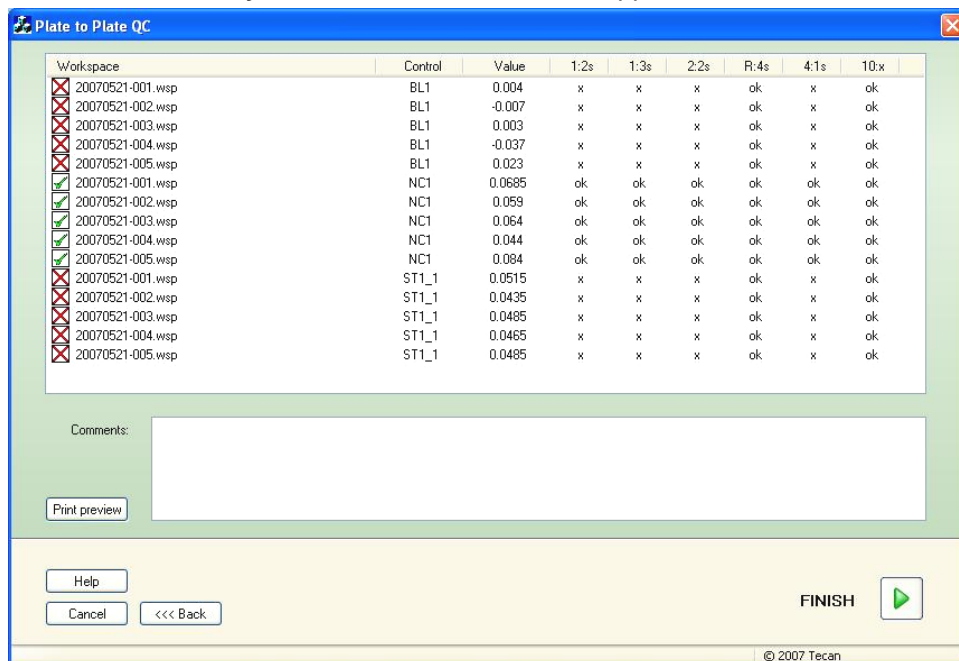 Plate to Plate QC
Workspace Control Value 1:2s 1:3s 2:2s R:4s 4:1s 10:x
20070521-001.wsp BL1 0.004 x x x ok x ok
20070521-002.wsp BL1 -0.007 x x x ok x ok
20070521-003.wsp BL1 0.003 x x x ok x ok
20070521-004.wsp BL1 -0.037 x x x ok x ok
20070521-005.wsp BL1 0.023 x x x ok x ok
20070521-001.wsp NC1 0.0685 ok ok ok ok ok ok
20070521-002.wsp NC1 0.059 ok ok ok ok ok ok
20070521-003.wsp NC1 0.064 ok ok ok ok ok ok
20070521-004.wsp NC1 0.044 ok ok ok ok ok ok
20070521-005.wsp NC1 0.084 ok ok ok ok ok ok
20070521-001.wsp ST1_1 0.0515 x x x ok x ok
20070521-002.wsp ST1_1 0.0435 x x x ok x ok
20070521-003.wsp ST1_1 0.0485 x x x ok x ok
20070521-004.wsp ST1_1 0.0465 x x x ok x ok
20070521-005.wsp ST1_1 0.0485 x x x ok x ok
Comments:
Print preview
Help
Cancel <<< Back
FINISH
© 2007 Tecan